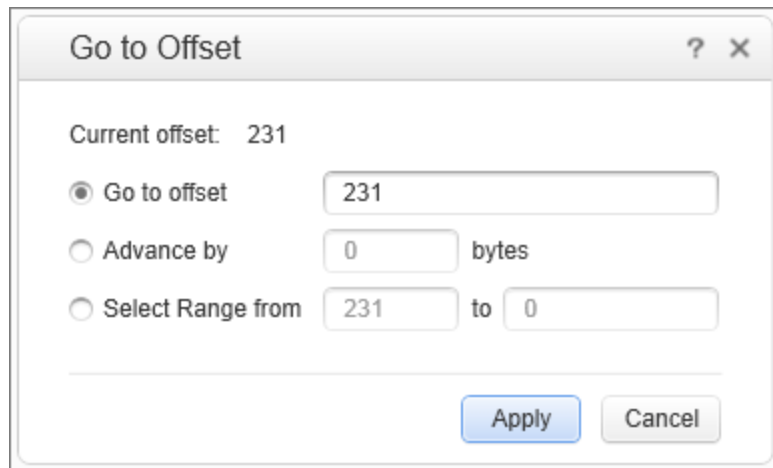 Go to Offset ?
Current offset: 231
Go to offset 231
Advance by 0 bytes
Select Range from 231 to 0
Apply Cancel